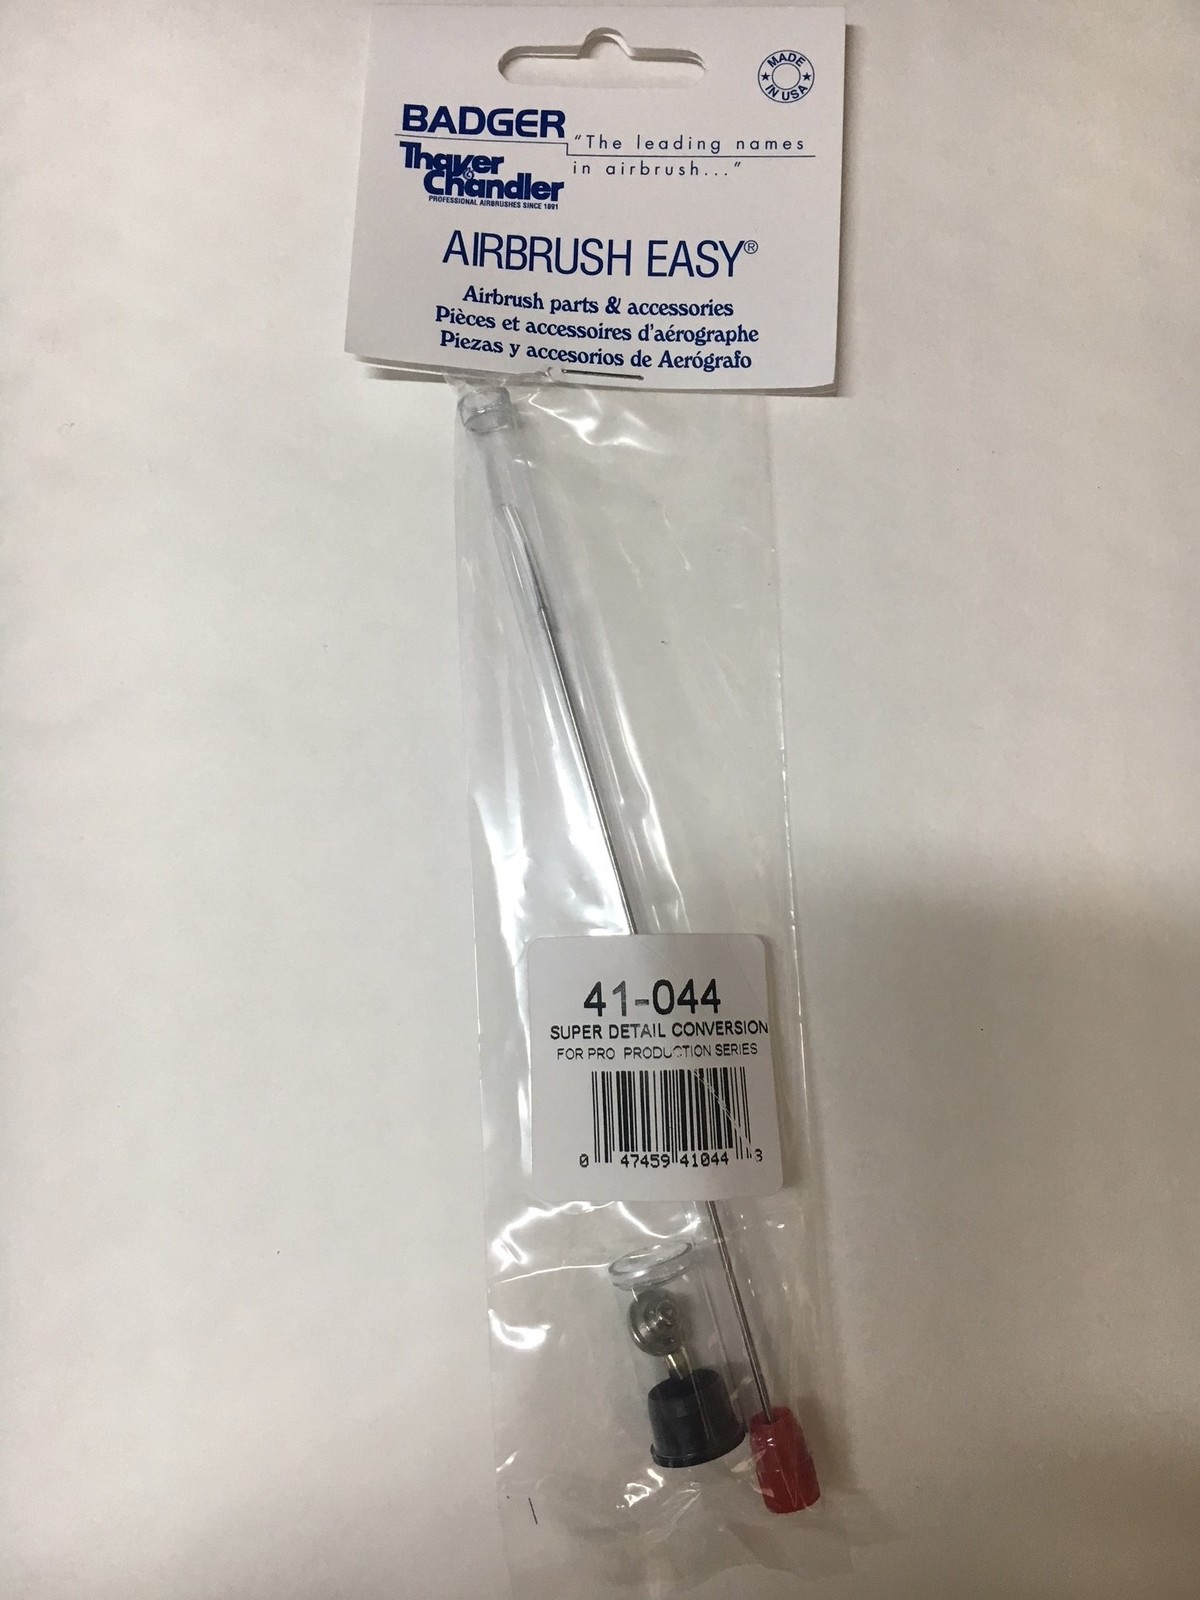 MADE IN USA
BADGER
Thayer
& Chandler
PROFESSIONAL AIRBRUSHES SINCE 1891
"The leading names
in airbrush..."
AIRBRUSH EASY®
Airbrush parts & accessories
Pièces et accessoires d'aérographe
Piezas y accesorios de Aerógrafo
41-044
SUPER DETAIL CONVERSION
FOR PRO PRODUCTION SERIES
0 47459 41044 3